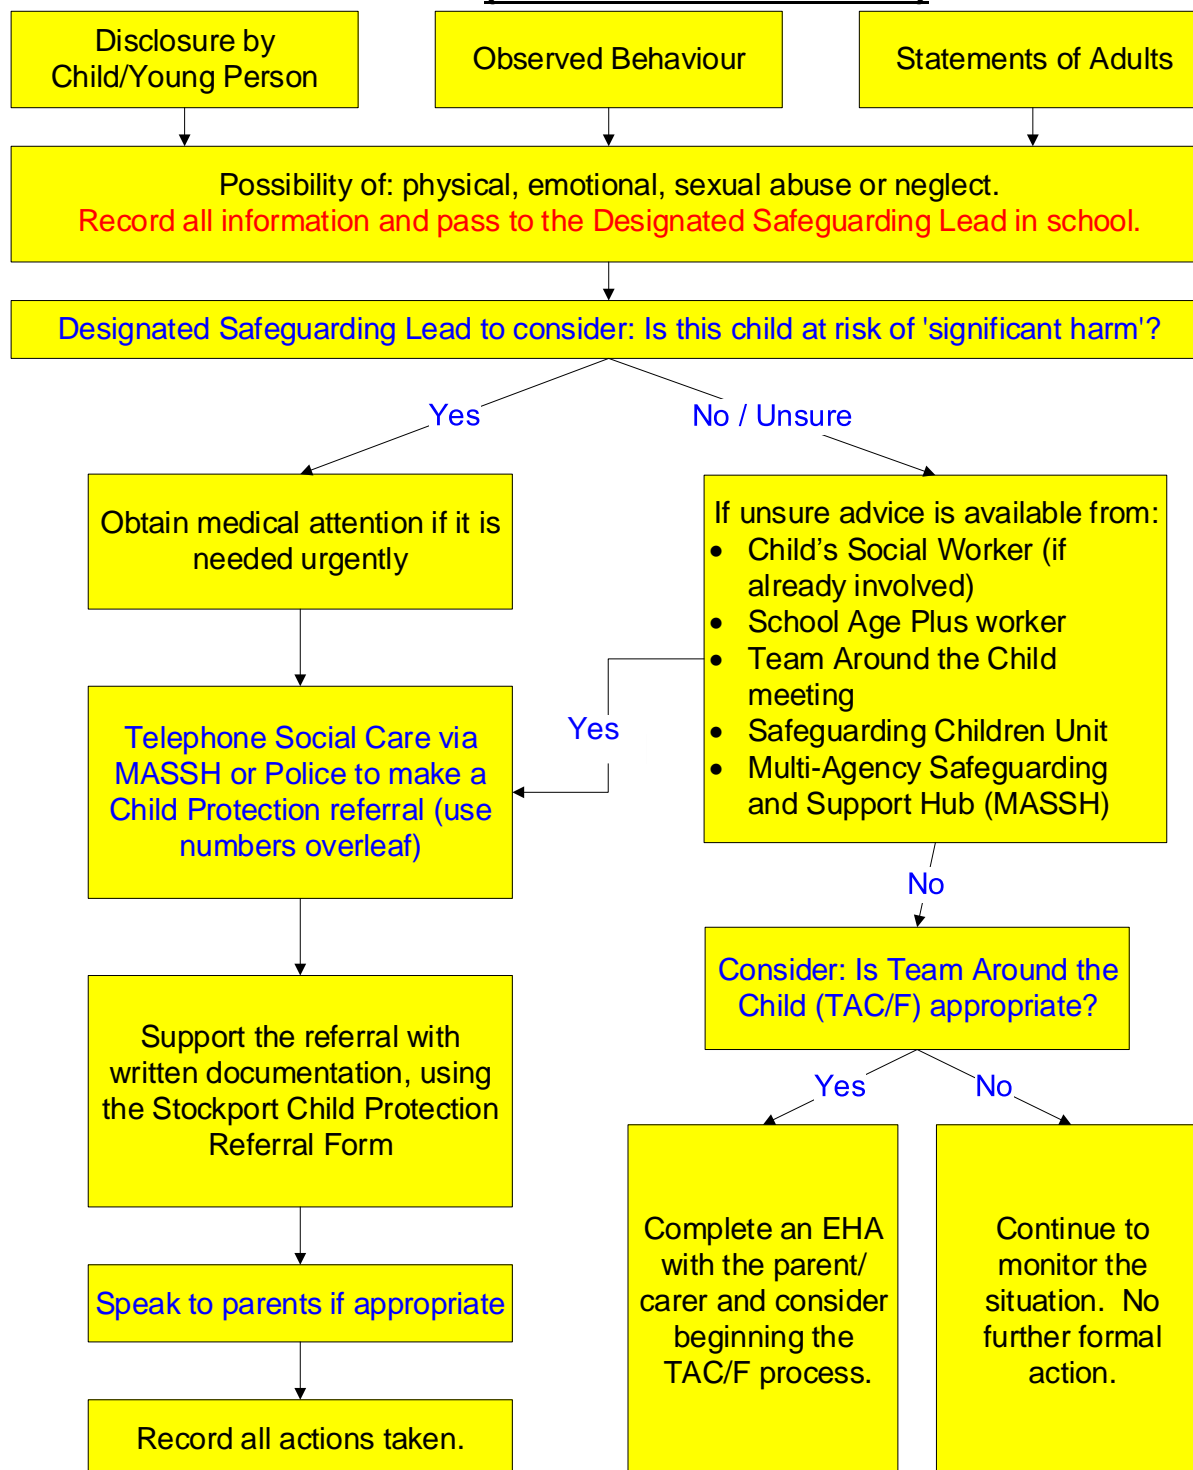 Disclosure by
Child/Young Person
Observed Behaviour
Statements of Adults
Possibility of: physical, emotional, sexual abuse or neglect.
Record all information and pass to the Designated Safeguarding Lead in school.
Designated Safeguarding Lead to consider: Is this child at risk of 'significant harm'?
Yes
No / Unsure
Obtain medical attention if it is
needed urgently
If unsure advice is available from:
• Child’s Social Worker (if
already involved)
• School Age Plus worker
• Team Around the Child
meeting
• Safeguarding Children Unit
• Multi-Agency Safeguarding
and Support Hub (MASSH)
Yes
Telephone Social Care via
MASSH or Police to make a
Child Protection referral (use
numbers overleaf)
No
Consider: Is Team Around the
Child (TAC/F) appropriate?
Support the referral with
written documentation, using
the Stockport Child Protection
Referral Form
Yes
No
Complete an EHA
with the parent/
carer and consider
beginning the
TAC/F process.
Continue to
monitor the
situation.  No
further formal
action.
Speak to parents if appropriate
Record all actions taken.